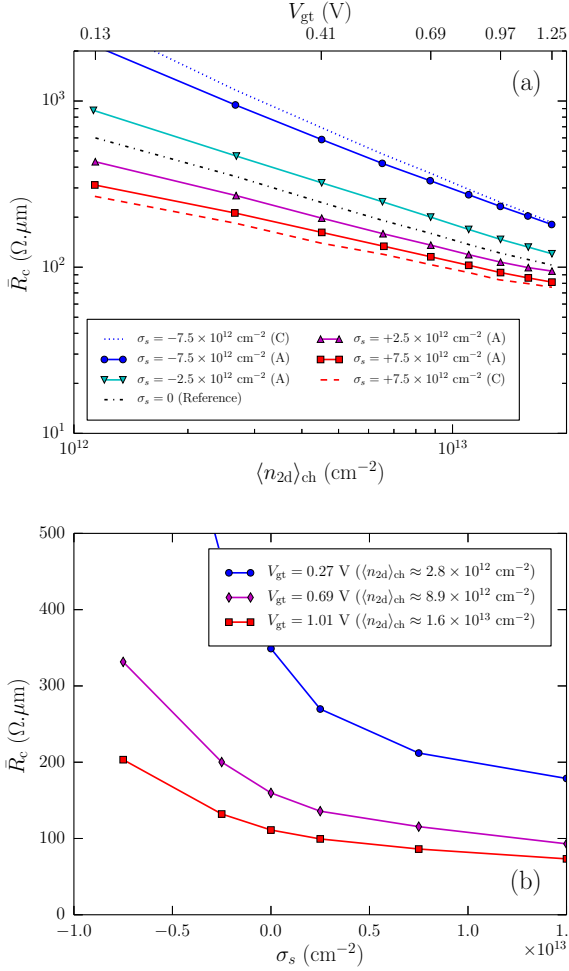 V_gt (V)
0.13 0.41 0.69 0.97 1.25
(a)
10^3
10^2
10^1
R̄_c (Ω.μm)
σ_s = −7.5 × 10^12 cm^−2 (C)
σ_s = −7.5 × 10^12 cm^−2 (A)
σ_s = −2.5 × 10^12 cm^−2 (A)
σ_s = 0 (Reference)
σ_s = +2.5 × 10^12 cm^−2 (A)
σ_s = +7.5 × 10^12 cm^−2 (A)
σ_s = +7.5 × 10^12 cm^−2 (C)
10^12 10^13
⟨n_2d⟩_ch (cm^−2)
500
400
300
200
100
0
R̄_c (Ω.μm)
V_gt = 0.27 V (⟨n_2d⟩_ch ≈ 2.8 × 10^12 cm^−2)
V_gt = 0.69 V (⟨n_2d⟩_ch ≈ 8.9 × 10^12 cm^−2)
V_gt = 1.01 V (⟨n_2d⟩_ch ≈ 1.6 × 10^13 cm^−2)
(b)
−1.0 −0.5 0.0 0.5 1.0 1.
×10^13
σ_s (cm^−2)